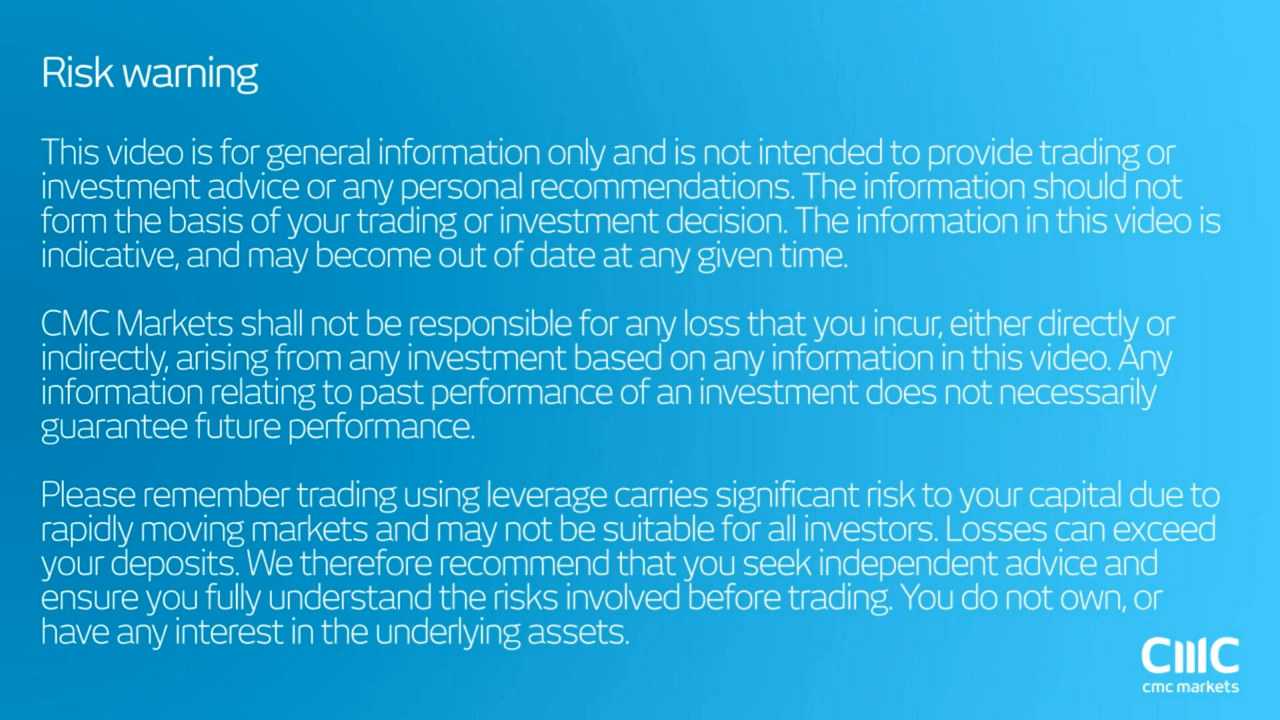 Risk warning
This video is for general information only and is not intended to provide trading or
investment advice or any personal recommendations. The information should not
form the basis of your trading or investment decision. The information in this video is
indicative, and may become out of date at any given time.
CMC Markets shall not be responsible for any loss that you incur, either directly or
indirectly, arising from any investment based on any information in this video. Any
information relating to past performance of an investment does not necessarily
guarantee future performance.
Please remember trading using leverage carries significant risk to your capital due to
rapidly moving markets and may not be suitable for all investors. Losses can exceed
your deposits. We therefore recommend that you seek independent advice and
ensure you fully understand the risks involved before trading. You do not own, or
have any interest in the underlying assets.
CMC
cmc markets